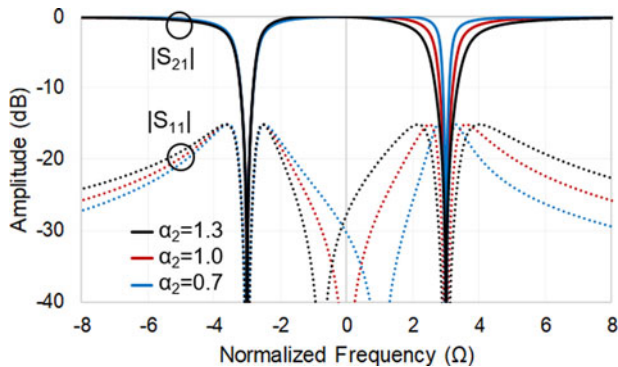 0
-10
-20
-30
-40
Amplitude (dB)
|S21|
|S11|
α2=1.3
α2=1.0
α2=0.7
-8 -6 -4 -2 0 2 4 6 8
Normalized Frequency (Ω)